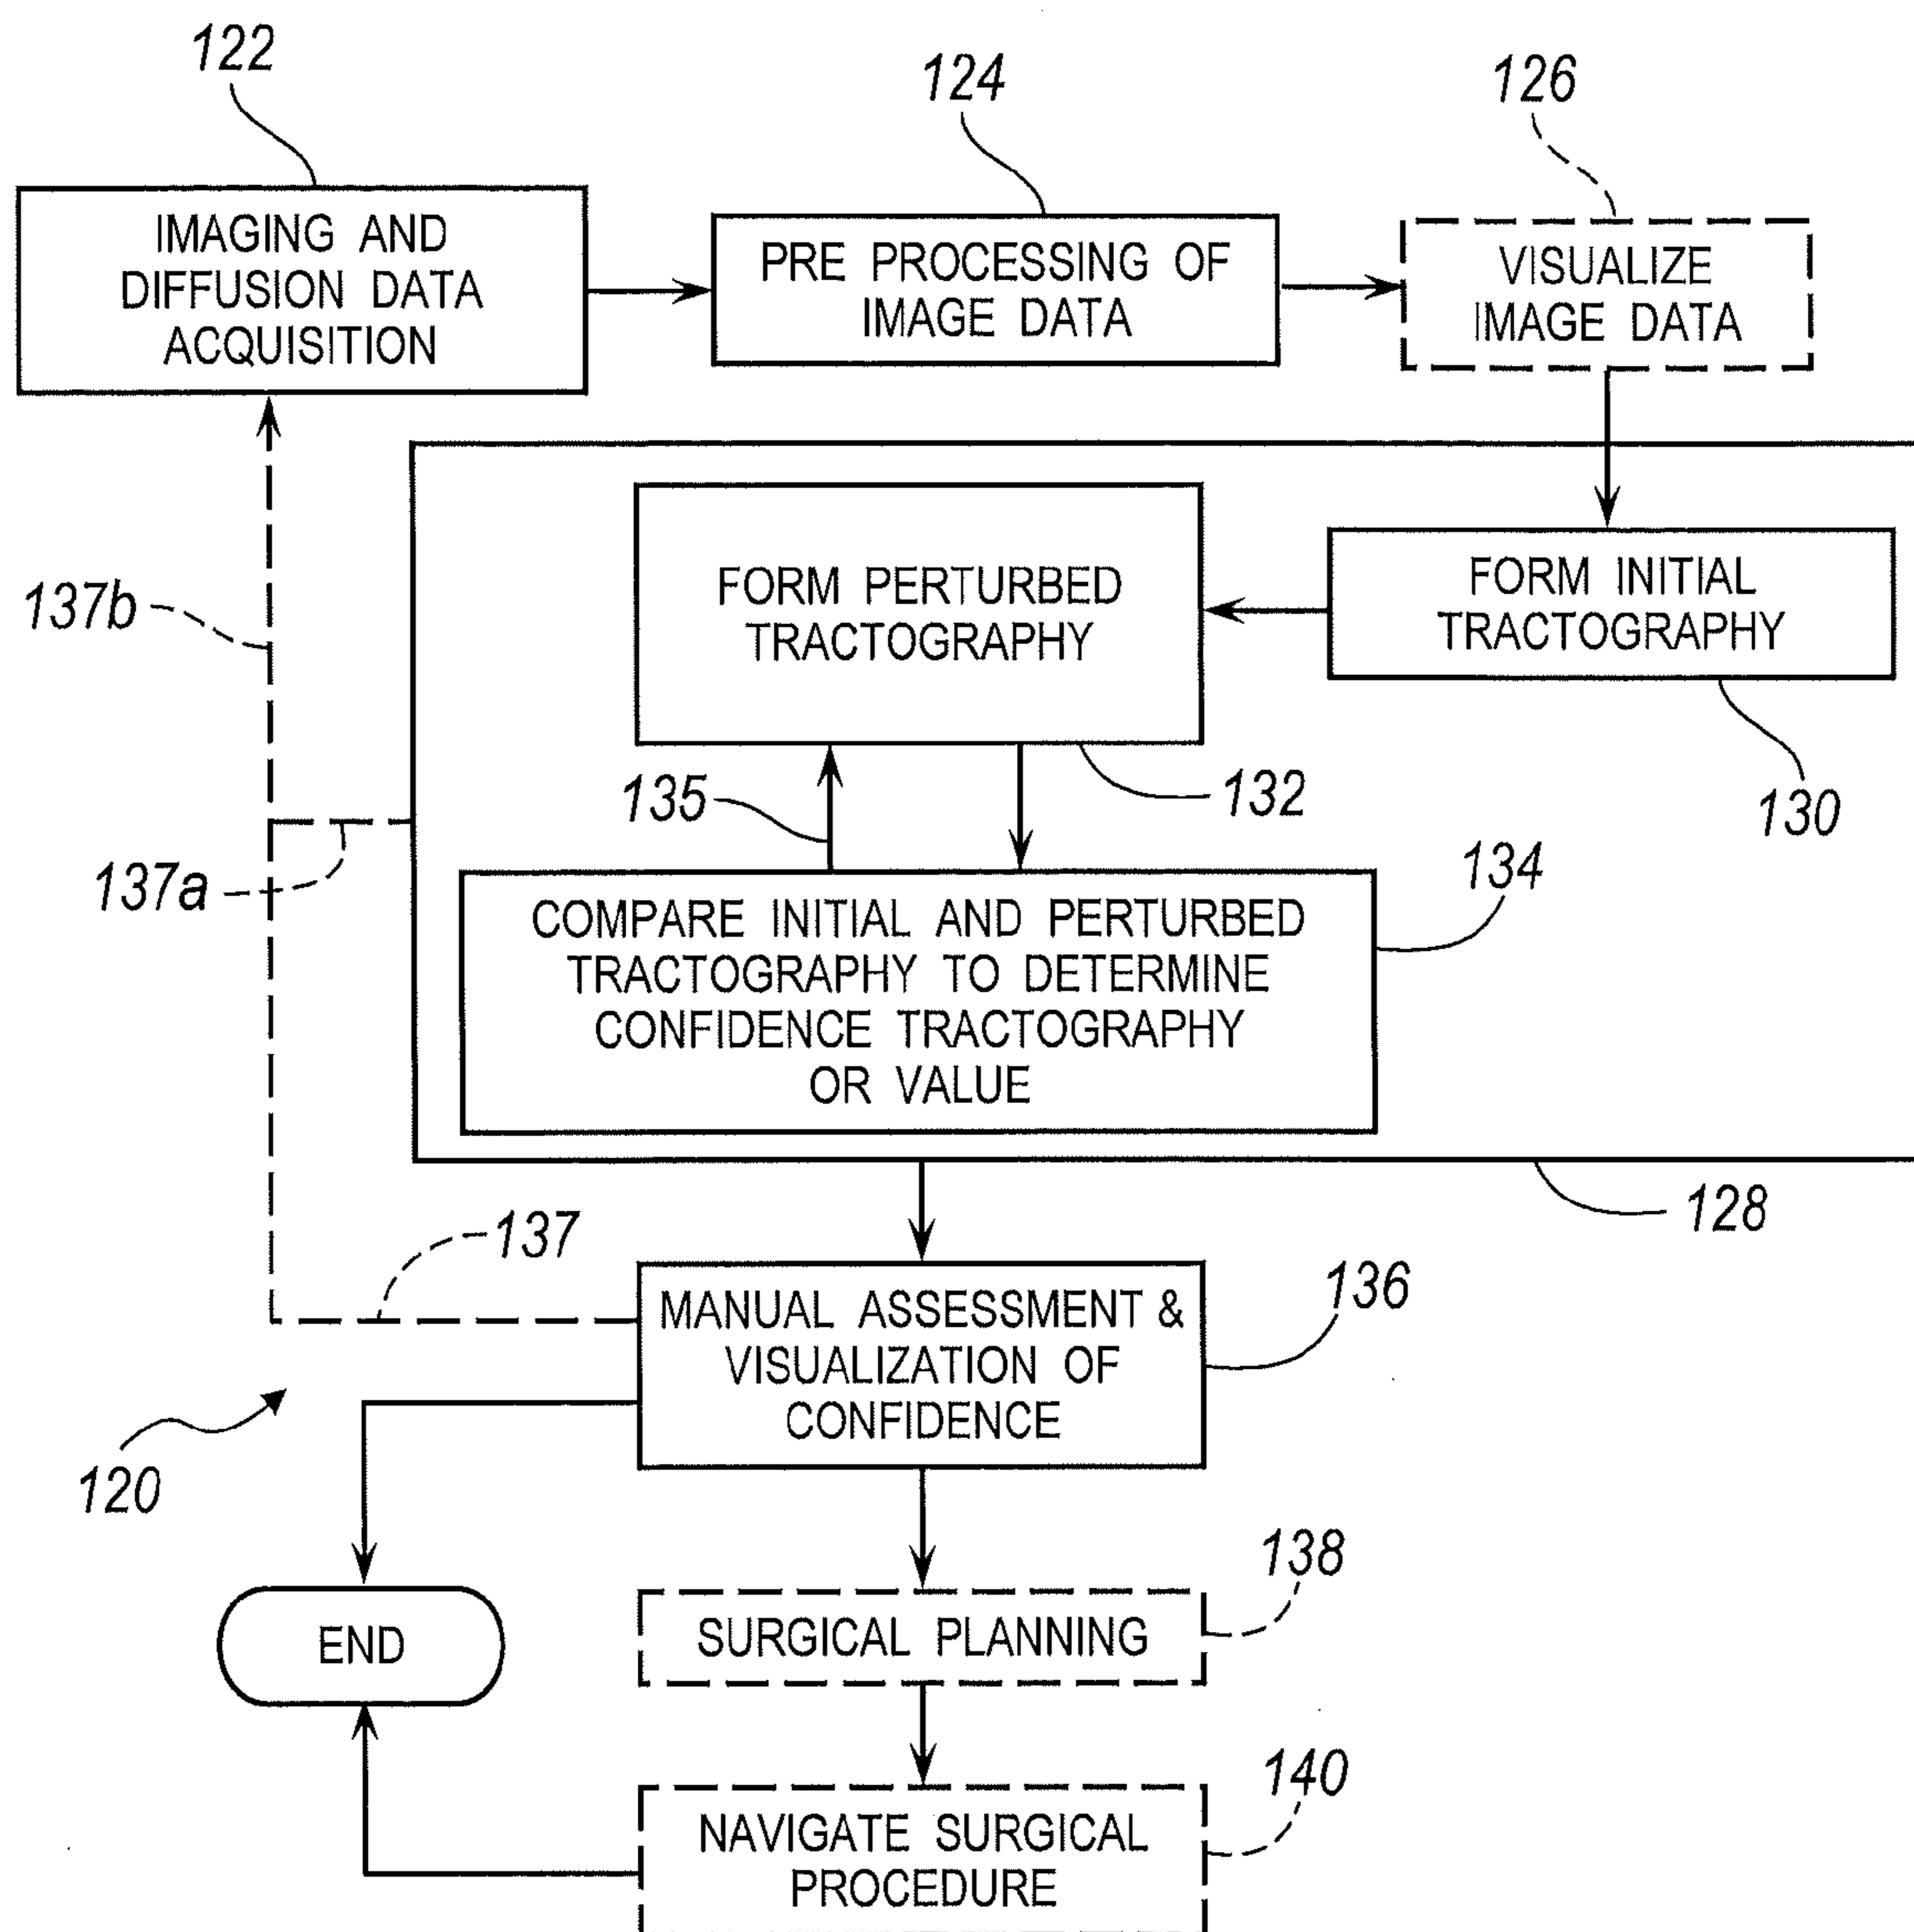 122
124
126
IMAGING AND
DIFFUSION DATA
ACQUISITION
PRE PROCESSING OF
IMAGE DATA
VISUALIZE
IMAGE DATA
FORM PERTURBED
TRACTOGRAPHY
FORM INITIAL
TRACTOGRAPHY
137b
135
132
130
137a
134
COMPARE INITIAL AND PERTURBED
TRACTOGRAPHY TO DETERMINE
CONFIDENCE TRACTOGRAPHY
OR VALUE
128
137
136
MANUAL ASSESSMENT &
VISUALIZATION OF
CONFIDENCE
120
138
END
SURGICAL PLANNING
140
NAVIGATE SURGICAL
PROCEDURE